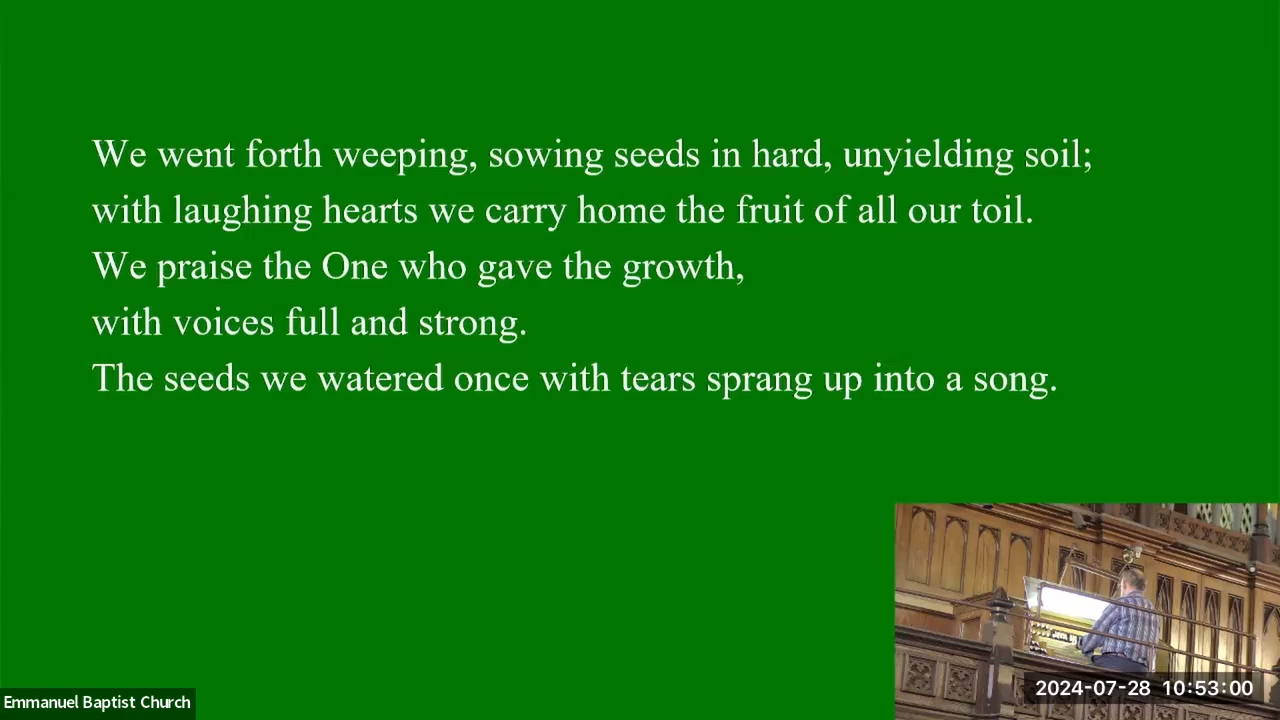 We went forth weeping, sowing seeds in hard, unyielding soil;
with laughing hearts we carry home the fruit of all our toil.
We praise the One who gave the growth,
with voices full and strong.
The seeds we watered once with tears sprang up into a song.
Emmanuel Baptist Church
2024-07-28 10:53:00